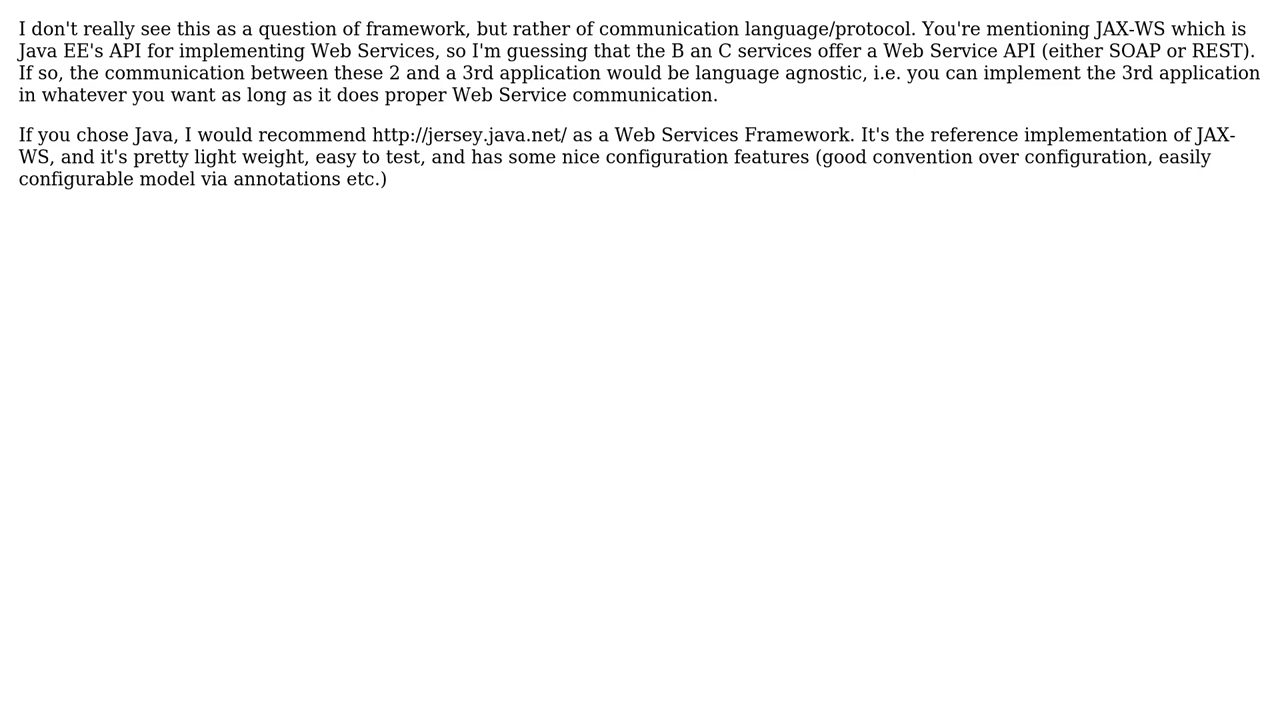 I don't really see this as a question of framework, but rather of communication language/protocol. You're mentioning JAX-WS which is
Java EE's API for implementing Web Services, so I'm guessing that the B an C services offer a Web Service API (either SOAP or REST).
If so, the communication between these 2 and a 3rd application would be language agnostic, i.e. you can implement the 3rd application
in whatever you want as long as it does proper Web Service communication.
If you chose Java, I would recommend http://jersey.java.net/ as a Web Services Framework. It's the reference implementation of JAX-
WS, and it's pretty light weight, easy to test, and has some nice configuration features (good convention over configuration, easily
configurable model via annotations etc.)